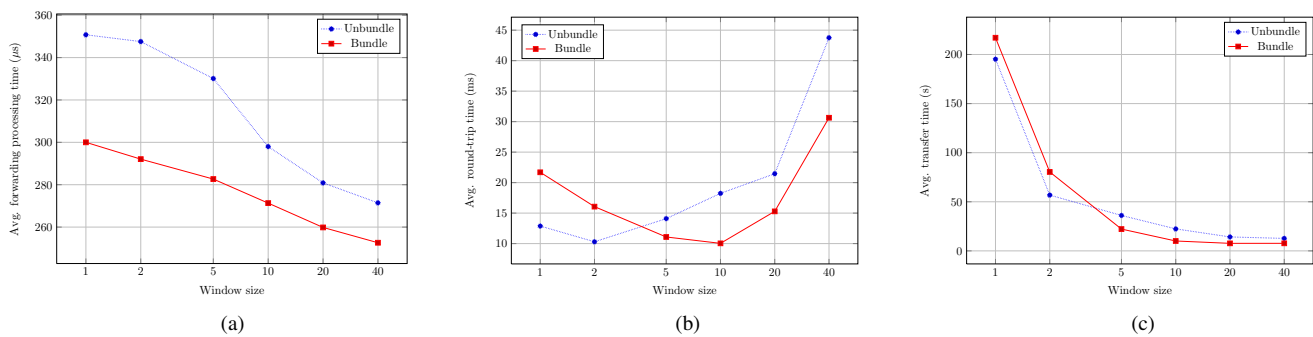 360
340
320
300
280
260
1
2
5
10
20
40
Window size
Avg. forwarding processing time (μs)
Unbundle
Bundle
(a)
45
40
35
30
25
20
15
10
1
2
5
10
20
40
Window size
Avg. round-trip time (ms)
Unbundle
Bundle
(b)
200
150
100
50
0
1
2
5
10
20
40
Window size
Avg. transfer time (s)
Unbundle
Bundle
(c)